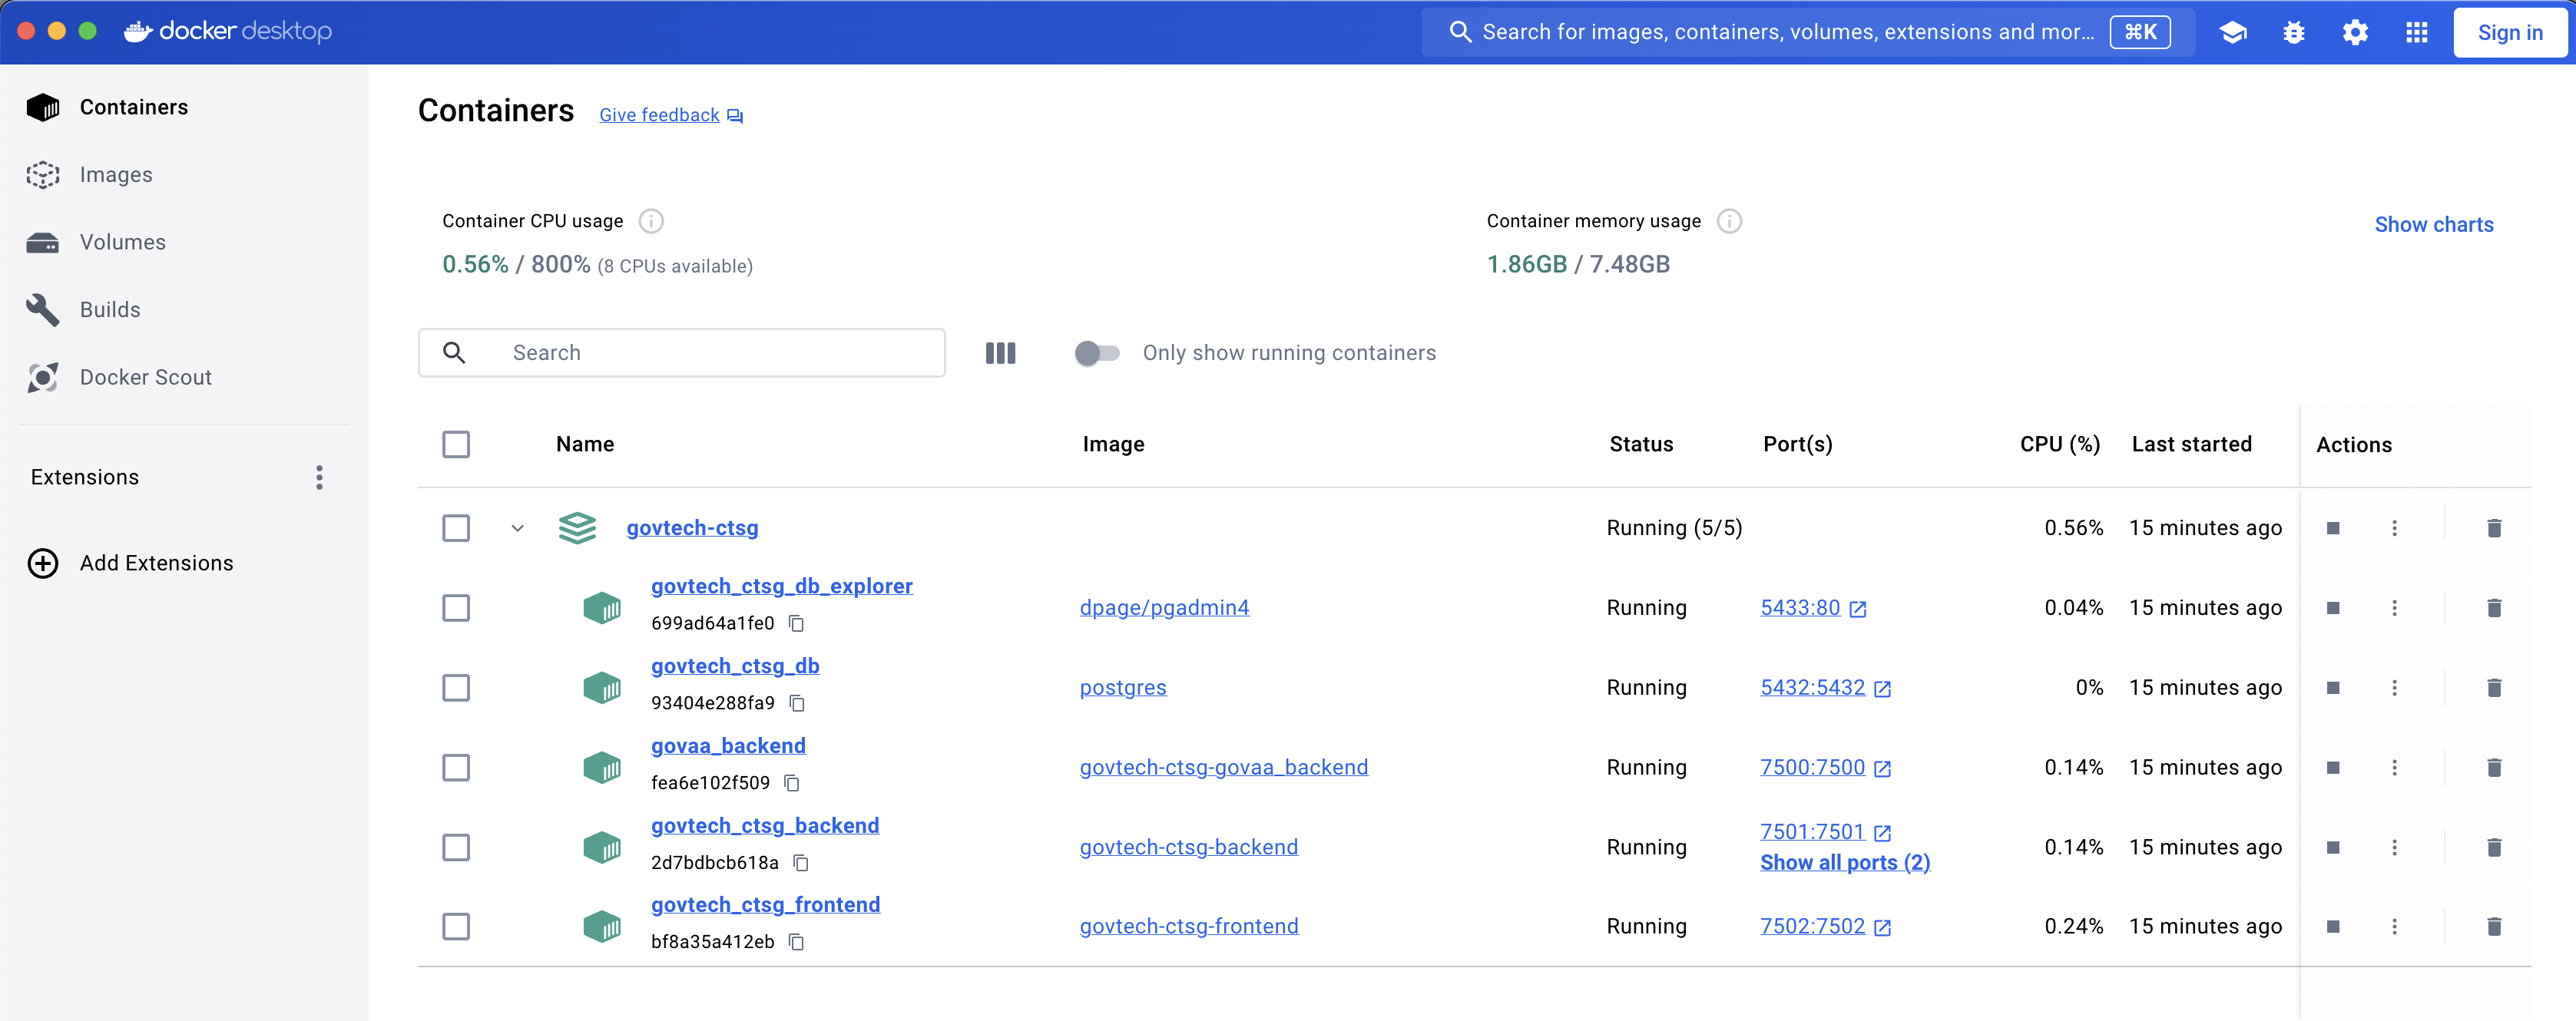 docker desktop
Search for images, containers, volumes, extensions and mor...
⌘K
Sign in
Containers
Images
Volumes
Builds
Docker Scout
Extensions
Add Extensions
Containers
Give feedback
Container CPU usage
0.56% / 800% (8 CPUs available)
Container memory usage
1.86GB / 7.48GB
Show charts
Search
Only show running containers
Name Image Status Port(s) CPU (%) Last started Actions
govtech-ctsg Running (5/5) 0.56% 15 minutes ago
govtech_ctsg_db_explorer
699ad64a1fe0
dpage/pgadmin4 Running 5433:80 0.04% 15 minutes ago
govtech_ctsg_db
93404e288fa9
postgres Running 5432:5432 0% 15 minutes ago
govaa_backend
fea6e102f509
govtech-ctsg-govaa_backend Running 7500:7500 0.14% 15 minutes ago
govtech_ctsg_backend
2d7bdbcb618a
govtech-ctsg-backend Running 7501:7501 0.14% 15 minutes ago
Show all ports (2)
govtech_ctsg_frontend
bf8a35a412eb
govtech-ctsg-frontend Running 7502:7502 0.24% 15 minutes ago